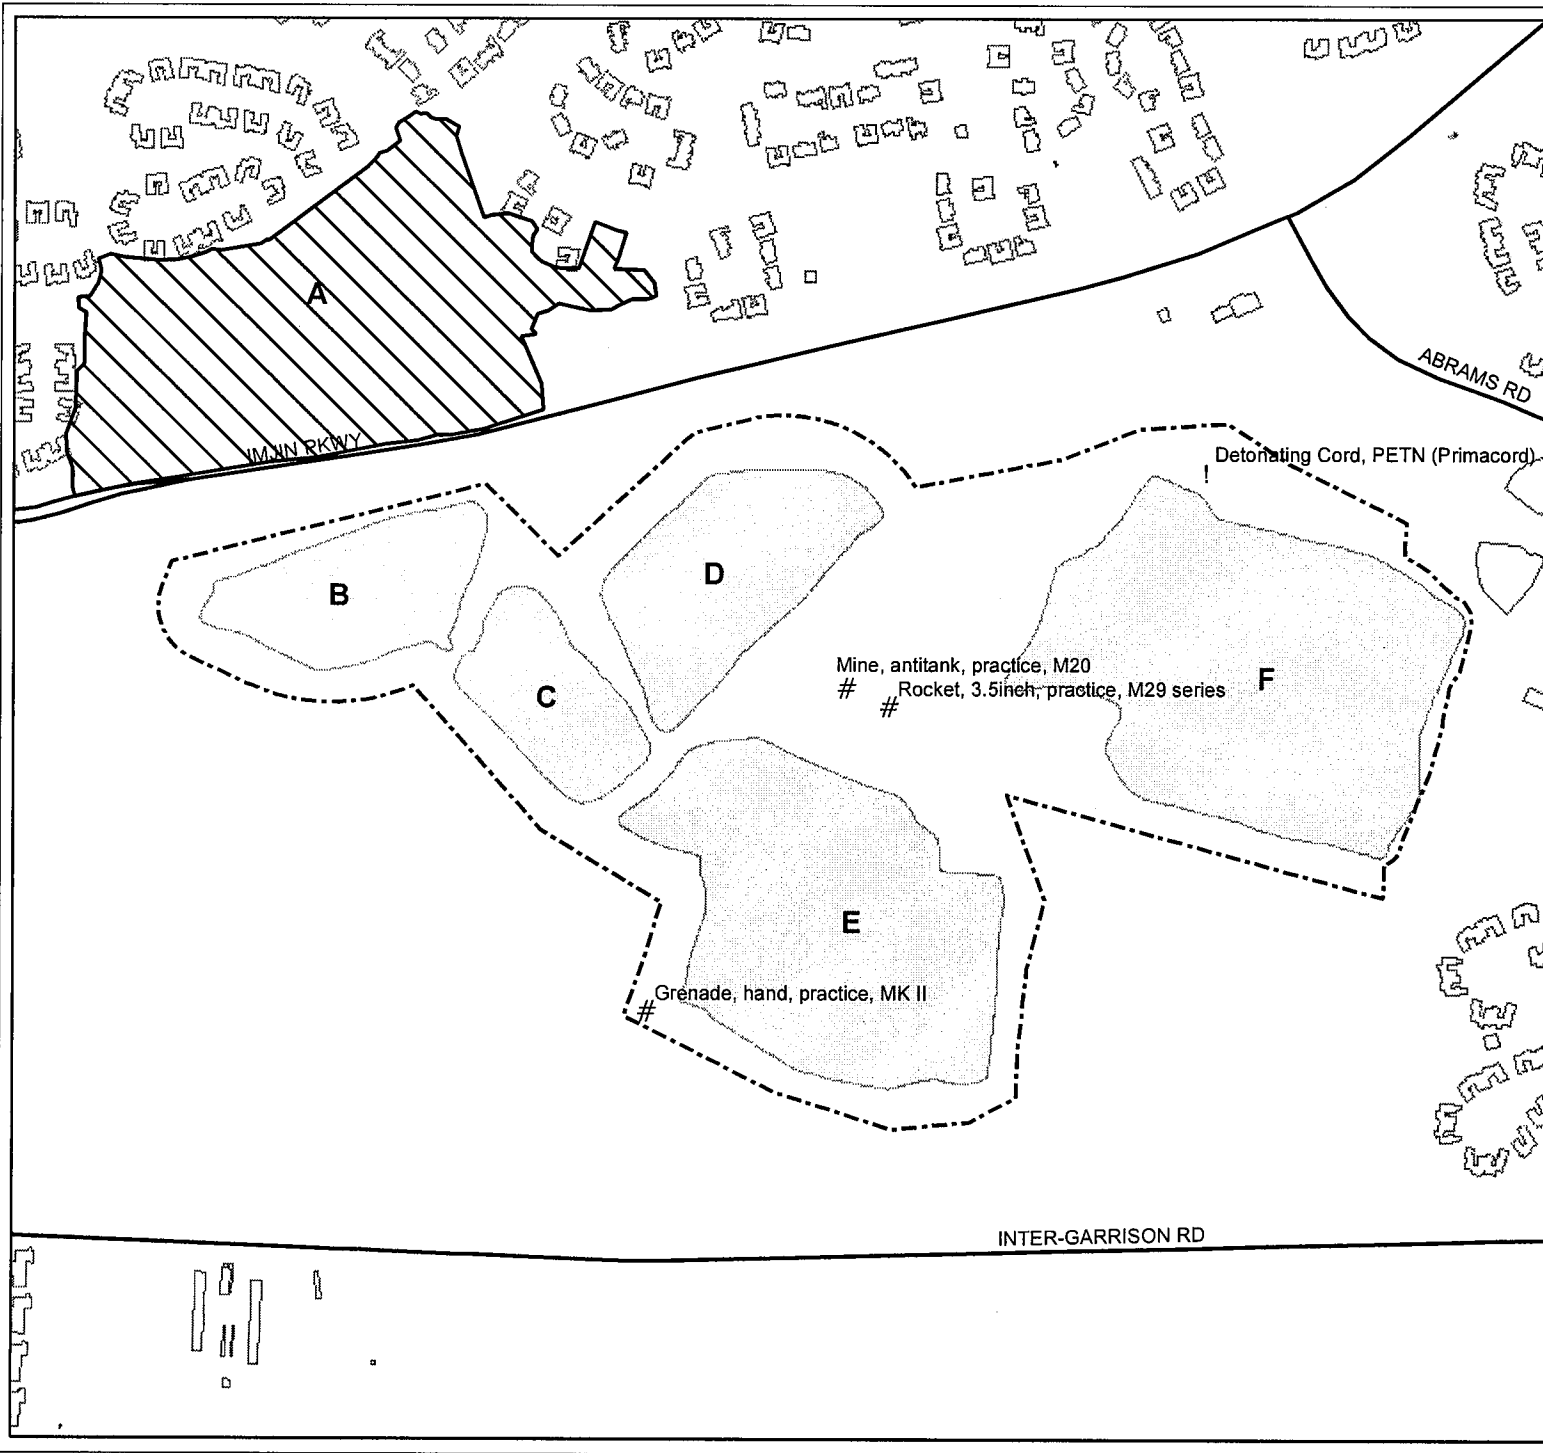 A
ABRAMS RD
IMJIN PKWY
Detonating Cord, PETN (Primacord)
!
D
B
Mine, antitank, practice, M20
#
Rocket, 3.5inch, practice, M29 series
#
F
C
E
Grenade, hand, practice, MK II
#
INTER-GARRISON RD